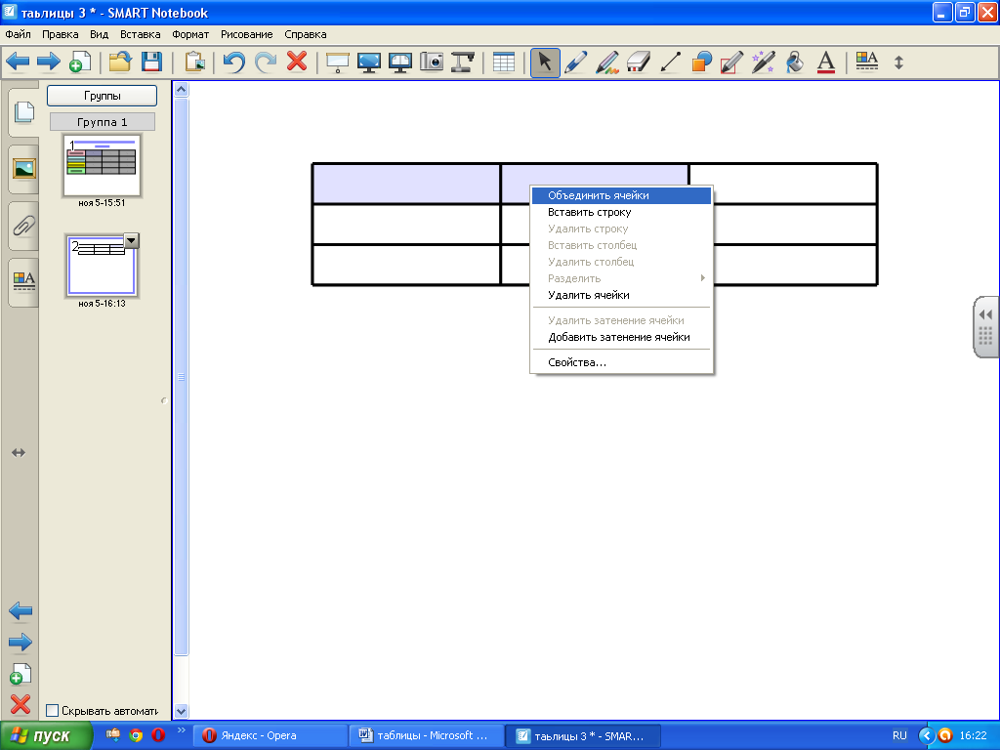 таблицы 3 * - SMART Notebook
Файл Правка Вид Вставка Формат Рисование Справка
Группы
Группа 1
1
ноя 5-15:51
2
ноя 5-16:13
Объединить ячейки
Вставить строку
Удалить строку
Вставить столбец
Удалить столбец
Разделить
Удалить ячейки
Удалить затенение ячейки
Добавить затенение ячейки
Свойства...
Скрывать автомати
пуск
Яндекс - Opera
таблицы - Microsoft ...
таблицы 3 * - SMAR...
RU
16:22